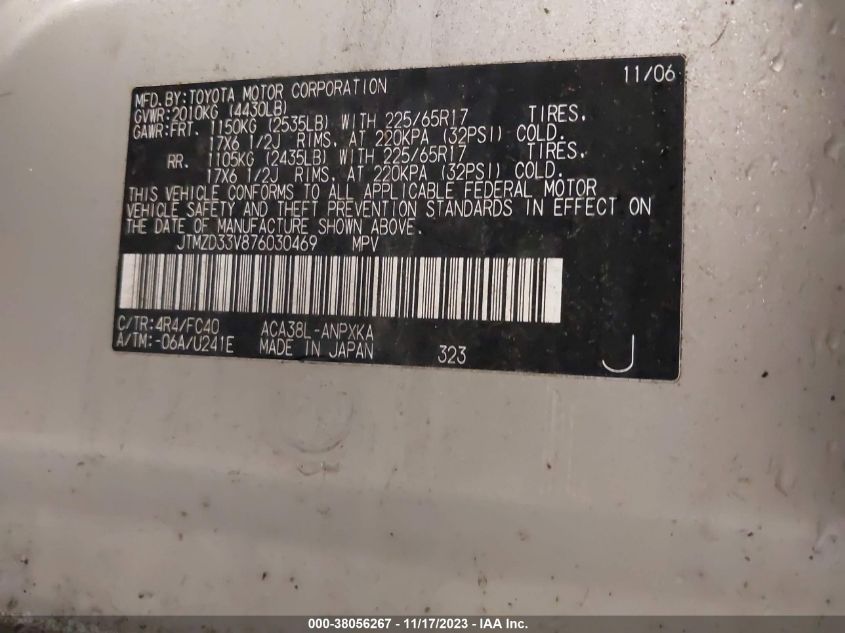 11/06
MFD. BY: TOYOTA MOTOR CORPORATION
GVWR: 2010KG (4430LB)
GAWR: FRT. 1150KG (2535LB) WITH 225/65R17 TIRES.
17X6 1/2J RIMS. AT 220KPA (32PSI) COLD.
RR. 1105KG (2435LB) WITH 225/65R17 TIRES.
17X6 1/2J RIMS. AT 220KPA (32PSI) COLD.
THIS VEHICLE CONFORMS TO ALL APPLICABLE FEDERAL MOTOR
VEHICLE SAFETY AND THEFT PREVENTION STANDARDS IN EFFECT ON
THE DATE OF MANUFACTURE SHOWN ABOVE.
JTMZD33V876030469 MPV
C/TR: 4R4/FC40 ACA38L-ANPXKA
A/TM: -06A/U241E MADE IN JAPAN 323 J
000-38056267 - 11/17/2023 - IAA Inc.